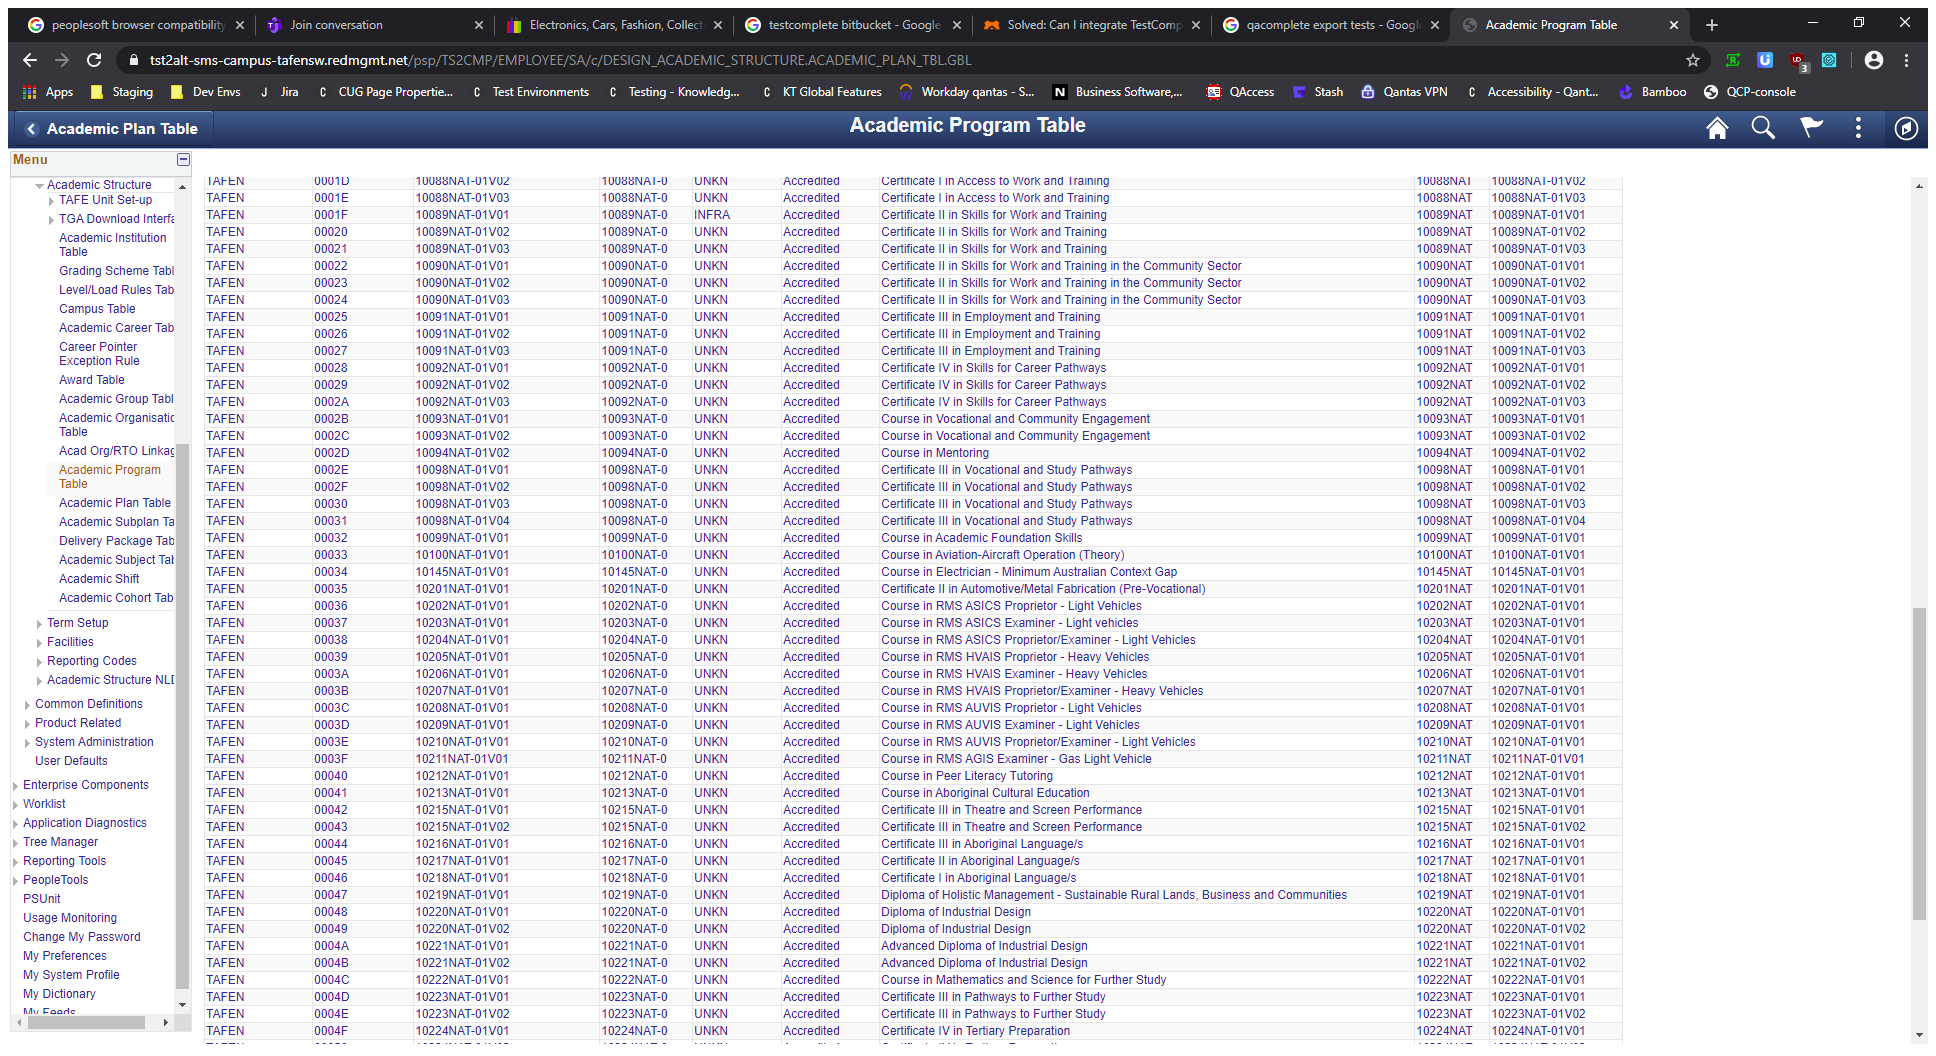 peoplesoft browser compatibility
Join conversation
Electronics, Cars, Fashion, Collect
testcomplete bitbucket - Google
Solved: Can I integrate TestComp
qacomplete export tests - Google
Academic Program Table
tst2alt-sms-campus-tafensw.redmgmt.net/psp/TS2CMP/EMPLOYEE/SA/c/DESIGN_ACADEMIC_STRUCTURE.ACADEMIC_PLAN_TBL.GBL
Apps Staging Dev Envs Jira CUG Page Propertie... Test Environments Testing - Knowledg... KT Global Features Workday qantas - S... Business Software,... QAccess Stash Qantas VPN Accessibility - Qant... Bamboo QCP-console
Academic Plan Table
Academic Program Table
Menu
Academic Structure
TAFE Unit Set-up
TGA Download Interfa
Academic Institution
Table
Grading Scheme Tabl
Level/Load Rules Tab
Campus Table
Academic Career Tab
Career Pointer
Exception Rule
Award Table
Academic Group Tabl
Academic Organisatio
Table
Acad Org/RTO Linkag
Academic Program
Table
Academic Plan Table
Academic Subplan Ta
Delivery Package Tab
Academic Subject Tab
Academic Shift
Academic Cohort Tab
Term Setup
Facilities
Reporting Codes
Academic Structure NLD
Common Definitions
Product Related
System Administration
User Defaults
Enterprise Components
Worklist
Application Diagnostics
Tree Manager
Reporting Tools
PeopleTools
PSUnit
Usage Monitoring
Change My Password
My Preferences
My System Profile
My Dictionary
My Feeds
TAFEN 0001D 10088NAT-01V02 10088NAT-0 UNKN Accredited Certificate I in Access to Work and Training 10088NAT 10088NAT-01V02
TAFEN 0001E 10088NAT-01V03 10088NAT-0 UNKN Accredited Certificate I in Access to Work and Training 10088NAT 10088NAT-01V03
TAFEN 0001F 10089NAT-01V01 10089NAT-0 INFRA Accredited Certificate II in Skills for Work and Training 10089NAT 10089NAT-01V01
TAFEN 00020 10089NAT-01V02 10089NAT-0 UNKN Accredited Certificate II in Skills for Work and Training 10089NAT 10089NAT-01V02
TAFEN 00021 10089NAT-01V03 10089NAT-0 UNKN Accredited Certificate II in Skills for Work and Training 10089NAT 10089NAT-01V03
TAFEN 00022 10090NAT-01V01 10090NAT-0 UNKN Accredited Certificate II in Skills for Work and Training in the Community Sector 10090NAT 10090NAT-01V01
TAFEN 00023 10090NAT-01V02 10090NAT-0 UNKN Accredited Certificate II in Skills for Work and Training in the Community Sector 10090NAT 10090NAT-01V02
TAFEN 00024 10090NAT-01V03 10090NAT-0 UNKN Accredited Certificate II in Skills for Work and Training in the Community Sector 10090NAT 10090NAT-01V03
TAFEN 00025 10091NAT-01V01 10091NAT-0 UNKN Accredited Certificate III in Employment and Training 10091NAT 10091NAT-01V01
TAFEN 00026 10091NAT-01V02 10091NAT-0 UNKN Accredited Certificate III in Employment and Training 10091NAT 10091NAT-01V02
TAFEN 00027 10091NAT-01V03 10091NAT-0 UNKN Accredited Certificate III in Employment and Training 10091NAT 10091NAT-01V03
TAFEN 00028 10092NAT-01V01 10092NAT-0 UNKN Accredited Certificate IV in Skills for Career Pathways 10092NAT 10092NAT-01V01
TAFEN 00029 10092NAT-01V02 10092NAT-0 UNKN Accredited Certificate IV in Skills for Career Pathways 10092NAT 10092NAT-01V02
TAFEN 0002A 10092NAT-01V03 10092NAT-0 UNKN Accredited Certificate IV in Skills for Career Pathways 10092NAT 10092NAT-01V03
TAFEN 0002B 10093NAT-01V01 10093NAT-0 UNKN Accredited Course in Vocational and Community Engagement 10093NAT 10093NAT-01V01
TAFEN 0002C 10093NAT-01V02 10093NAT-0 UNKN Accredited Course in Vocational and Community Engagement 10093NAT 10093NAT-01V02
TAFEN 0002D 10094NAT-01V02 10094NAT-0 UNKN Accredited Course in Mentoring 10094NAT 10094NAT-01V02
TAFEN 0002E 10098NAT-01V01 10098NAT-0 UNKN Accredited Certificate III in Vocational and Study Pathways 10098NAT 10098NAT-01V01
TAFEN 0002F 10098NAT-01V02 10098NAT-0 UNKN Accredited Certificate III in Vocational and Study Pathways 10098NAT 10098NAT-01V02
TAFEN 00030 10098NAT-01V03 10098NAT-0 UNKN Accredited Certificate III in Vocational and Study Pathways 10098NAT 10098NAT-01V03
TAFEN 00031 10098NAT-01V04 10098NAT-0 UNKN Accredited Certificate III in Vocational and Study Pathways 10098NAT 10098NAT-01V04
TAFEN 00032 10099NAT-01V01 10099NAT-0 UNKN Accredited Course in Academic Foundation Skills 10099NAT 10099NAT-01V01
TAFEN 00033 10100NAT-01V01 10100NAT-0 UNKN Accredited Course in Aviation-Aircraft Operation (Theory) 10100NAT 10100NAT-01V01
TAFEN 00034 10145NAT-01V01 10145NAT-0 UNKN Accredited Course in Electrician - Minimum Australian Context Gap 10145NAT 10145NAT-01V01
TAFEN 00035 10201NAT-01V01 10201NAT-0 UNKN Accredited Certificate II in Automotive/Metal Fabrication (Pre-Vocational) 10201NAT 10201NAT-01V01
TAFEN 00036 10202NAT-01V01 10202NAT-0 UNKN Accredited Course in RMS ASICS Proprietor - Light Vehicles 10202NAT 10202NAT-01V01
TAFEN 00037 10203NAT-01V01 10203NAT-0 UNKN Accredited Course in RMS ASICS Examiner - Light vehicles 10203NAT 10203NAT-01V01
TAFEN 00038 10204NAT-01V01 10204NAT-0 UNKN Accredited Course in RMS ASICS Proprietor/Examiner - Light Vehicles 10204NAT 10204NAT-01V01
TAFEN 00039 10205NAT-01V01 10205NAT-0 UNKN Accredited Course in RMS HVAIS Proprietor - Heavy Vehicles 10205NAT 10205NAT-01V01
TAFEN 0003A 10206NAT-01V01 10206NAT-0 UNKN Accredited Course in RMS HVAIS Examiner - Heavy Vehicles 10206NAT 10206NAT-01V01
TAFEN 0003B 10207NAT-01V01 10207NAT-0 UNKN Accredited Course in RMS HVAIS Proprietor/Examiner - Heavy Vehicles 10207NAT 10207NAT-01V01
TAFEN 0003C 10208NAT-01V01 10208NAT-0 UNKN Accredited Course in RMS AUVIS Proprietor - Light Vehicles 10208NAT 10208NAT-01V01
TAFEN 0003D 10209NAT-01V01 10209NAT-0 UNKN Accredited Course in RMS AUVIS Examiner - Light Vehicles 10209NAT 10209NAT-01V01
TAFEN 0003E 10210NAT-01V01 10210NAT-0 UNKN Accredited Course in RMS AUVIS Proprietor/Examiner - Light Vehicles 10210NAT 10210NAT-01V01
TAFEN 0003F 10211NAT-01V01 10211NAT-0 UNKN Accredited Course in RMS AGIS Examiner - Gas Light Vehicle 10211NAT 10211NAT-01V01
TAFEN 00040 10212NAT-01V01 10212NAT-0 UNKN Accredited Course in Peer Literacy Tutoring 10212NAT 10212NAT-01V01
TAFEN 00041 10213NAT-01V01 10213NAT-0 UNKN Accredited Course in Aboriginal Cultural Education 10213NAT 10213NAT-01V01
TAFEN 00042 10215NAT-01V01 10215NAT-0 UNKN Accredited Certificate III in Theatre and Screen Performance 10215NAT 10215NAT-01V01
TAFEN 00043 10215NAT-01V02 10215NAT-0 UNKN Accredited Certificate III in Theatre and Screen Performance 10215NAT 10215NAT-01V02
TAFEN 00044 10216NAT-01V01 10216NAT-0 UNKN Accredited Certificate III in Aboriginal Language/s 10216NAT 10216NAT-01V01
TAFEN 00045 10217NAT-01V01 10217NAT-0 UNKN Accredited Certificate II in Aboriginal Language/s 10217NAT 10217NAT-01V01
TAFEN 00046 10218NAT-01V01 10218NAT-0 UNKN Accredited Certificate I in Aboriginal Language/s 10218NAT 10218NAT-01V01
TAFEN 00047 10219NAT-01V01 10219NAT-0 UNKN Accredited Diploma of Holistic Management - Sustainable Rural Lands, Business and Communities 10219NAT 10219NAT-01V01
TAFEN 00048 10220NAT-01V01 10220NAT-0 UNKN Accredited Diploma of Industrial Design 10220NAT 10220NAT-01V01
TAFEN 00049 10220NAT-01V02 10220NAT-0 UNKN Accredited Diploma of Industrial Design 10220NAT 10220NAT-01V02
TAFEN 0004A 10221NAT-01V01 10221NAT-0 UNKN Accredited Advanced Diploma of Industrial Design 10221NAT 10221NAT-01V01
TAFEN 0004B 10221NAT-01V02 10221NAT-0 UNKN Accredited Advanced Diploma of Industrial Design 10221NAT 10221NAT-01V02
TAFEN 0004C 10222NAT-01V01 10222NAT-0 UNKN Accredited Course in Mathematics and Science for Further Study 10222NAT 10222NAT-01V01
TAFEN 0004D 10223NAT-01V01 10223NAT-0 UNKN Accredited Certificate III in Pathways to Further Study 10223NAT 10223NAT-01V01
TAFEN 0004E 10223NAT-01V02 10223NAT-0 UNKN Accredited Certificate III in Pathways to Further Study 10223NAT 10223NAT-01V02
TAFEN 0004F 10224NAT-01V01 10224NAT-0 UNKN Accredited Certificate IV in Tertiary Preparation 10224NAT 10224NAT-01V01